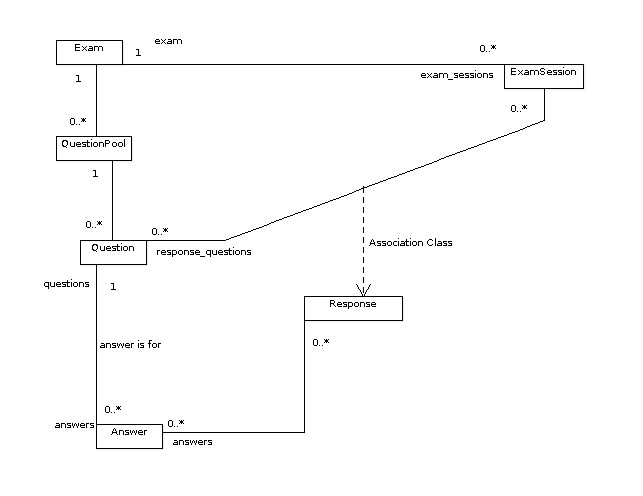 exam
Exam
1
0..*
1
exam_sessions
ExamSession
0..*
0..*
QuestionPool
1
0..*
0..*
Question
response_questions
Association Class
questions
1
Response
answer is for
0..*
0..*
answers
0..*
Answer
answers